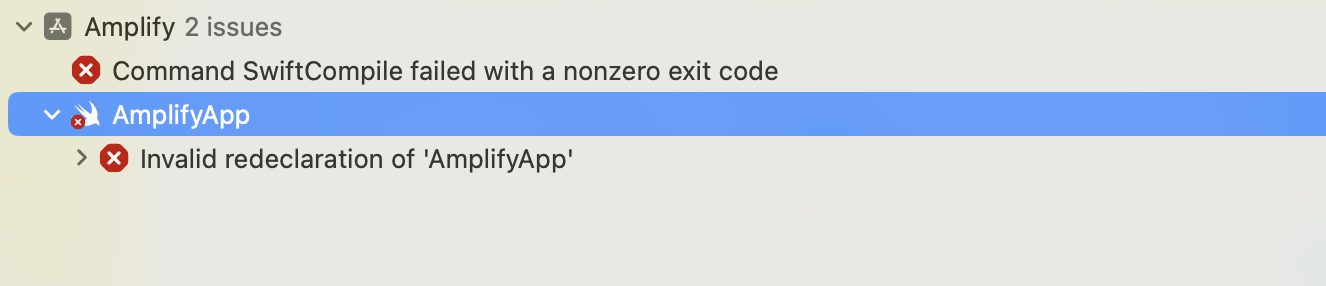 Amplify 2 issues
Command SwiftCompile failed with a nonzero exit code
AmplifyApp
Invalid redeclaration of 'AmplifyApp'